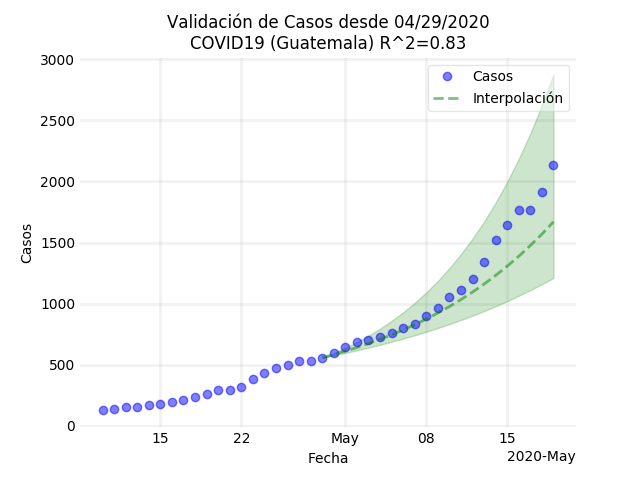 Validación de Casos desde 04/29/2020
COVID19 (Guatemala) R^2=0.83
Casos
Interpolación
3000
2500
2000
1500
1000
500
0
Casos
15
22
May
08
15
Fecha
2020-May